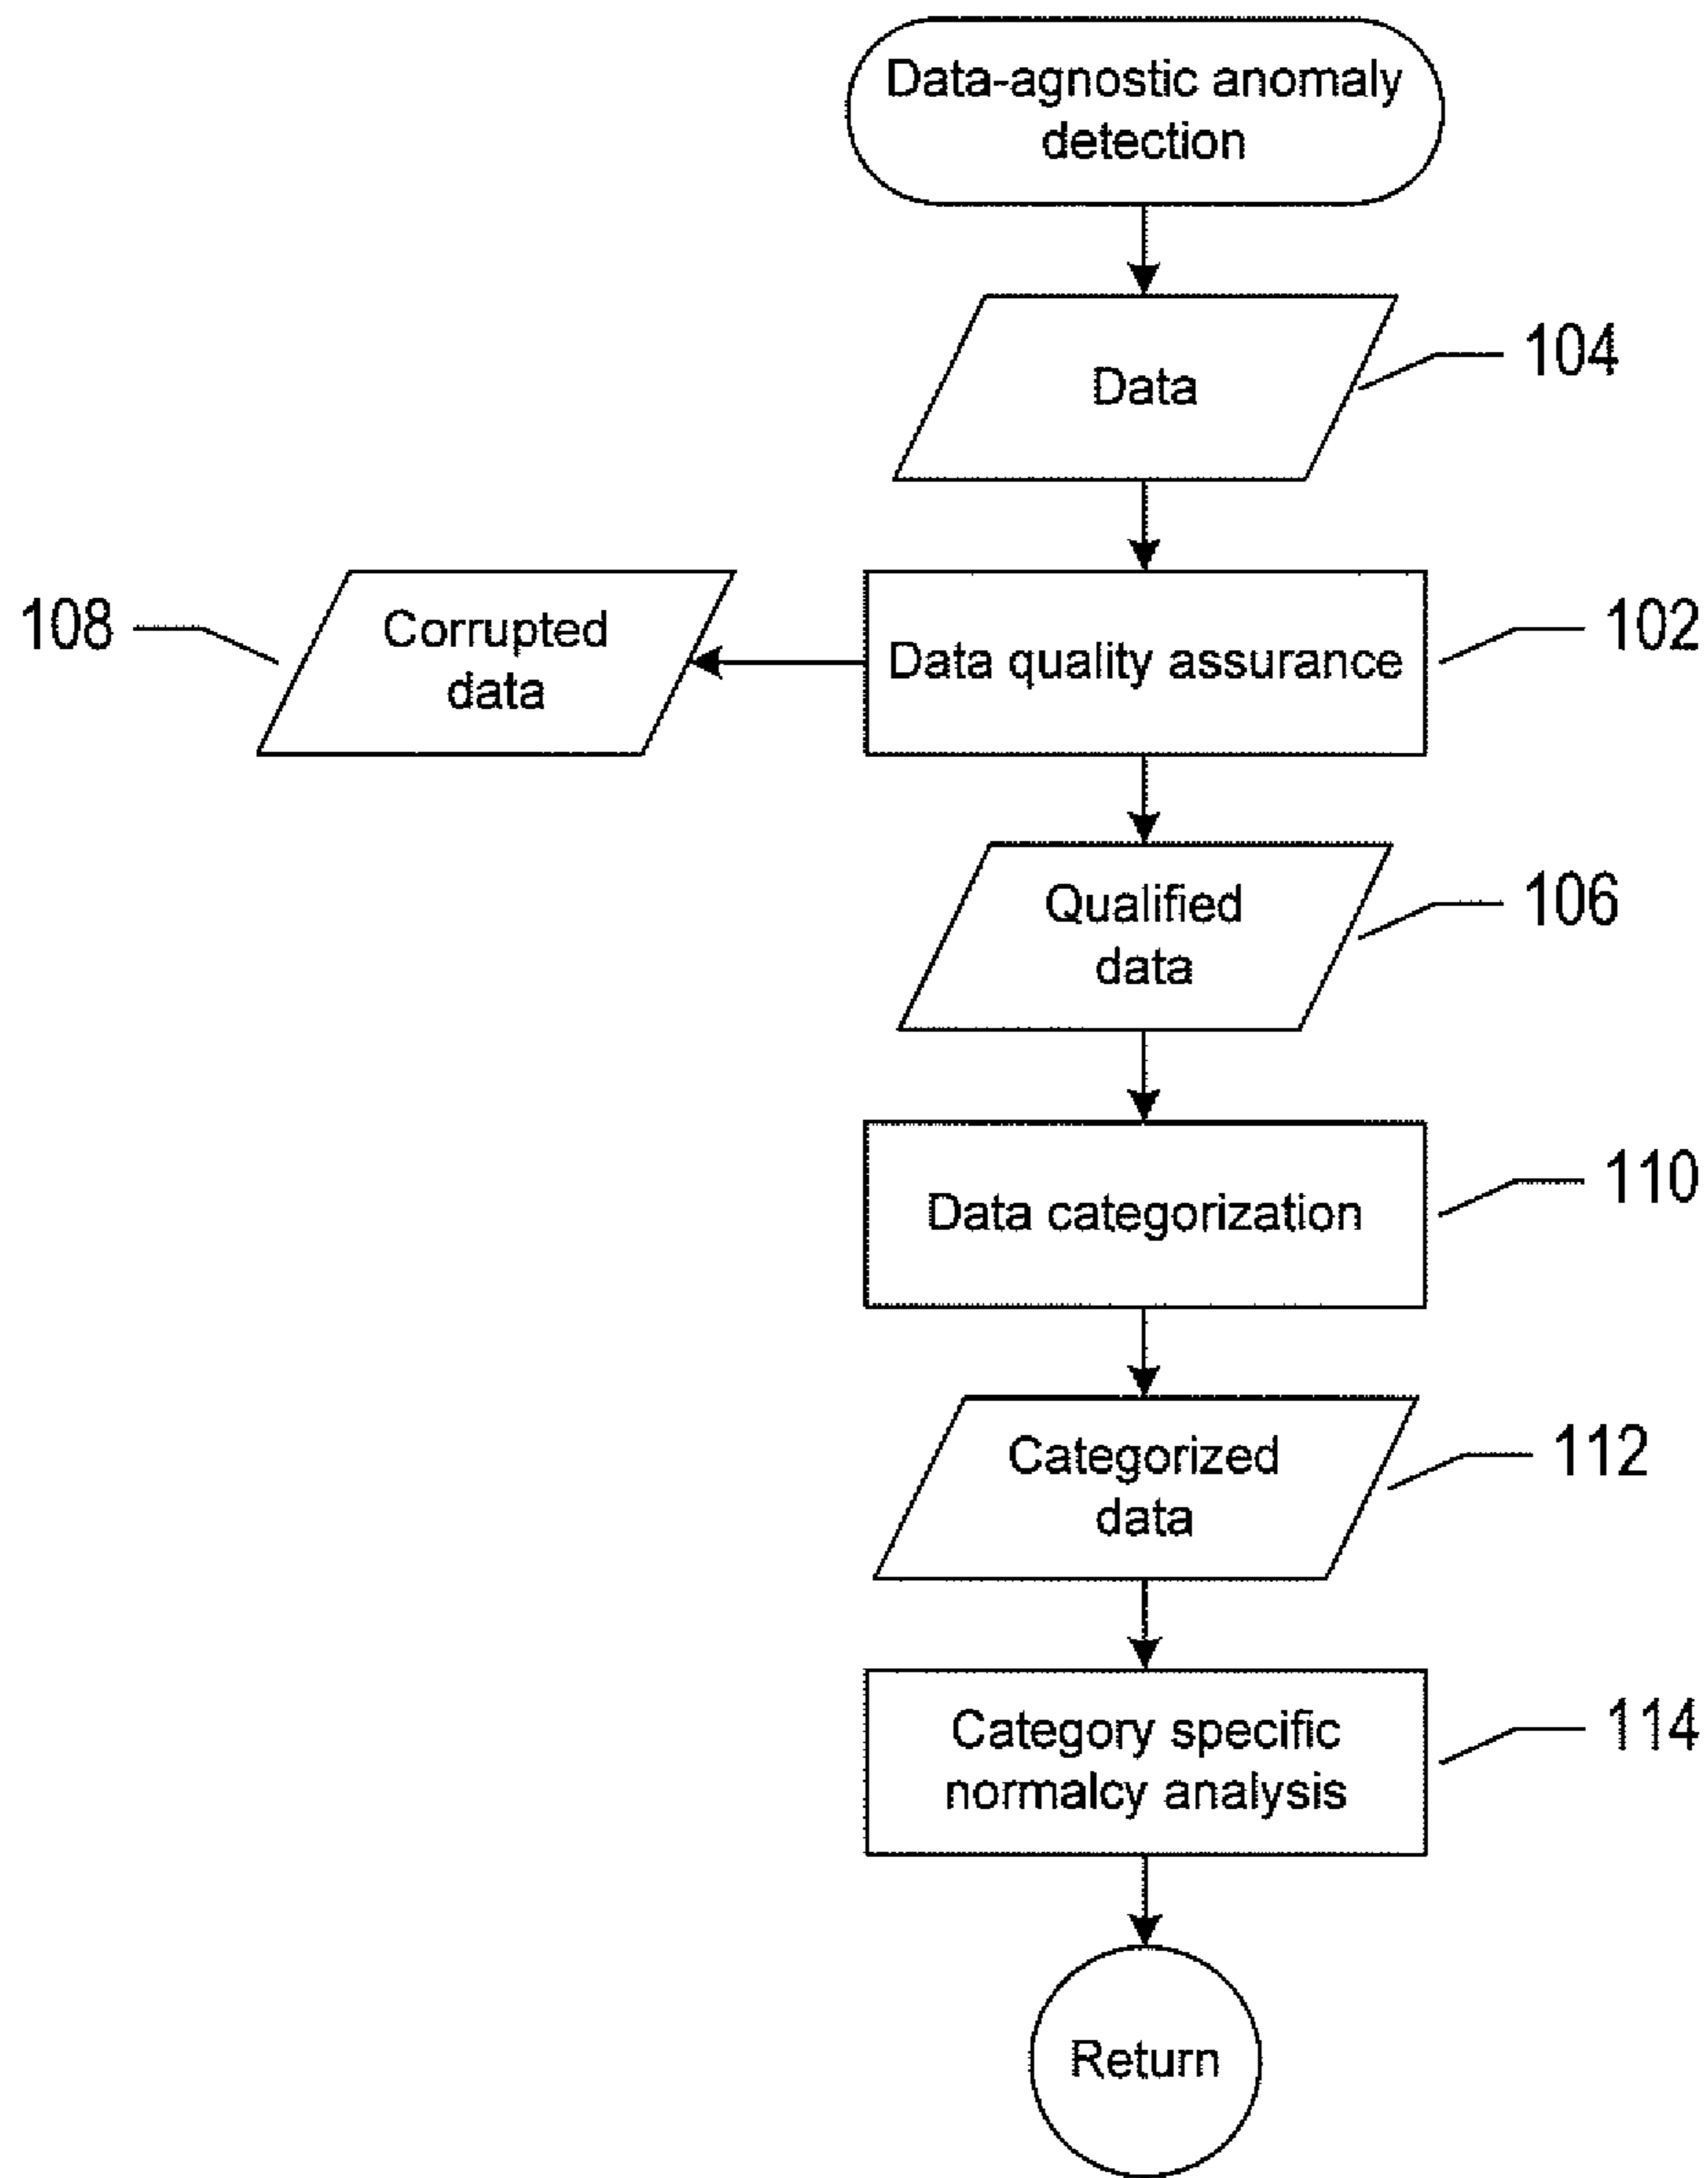 Data-agnostic anomaly
detection
Data
104
108
Corrupted
data
Data quality assurance
102
Qualified
data
106
Data categorization
110
Categorized
data
112
Category specific
normalcy analysis
114
Return